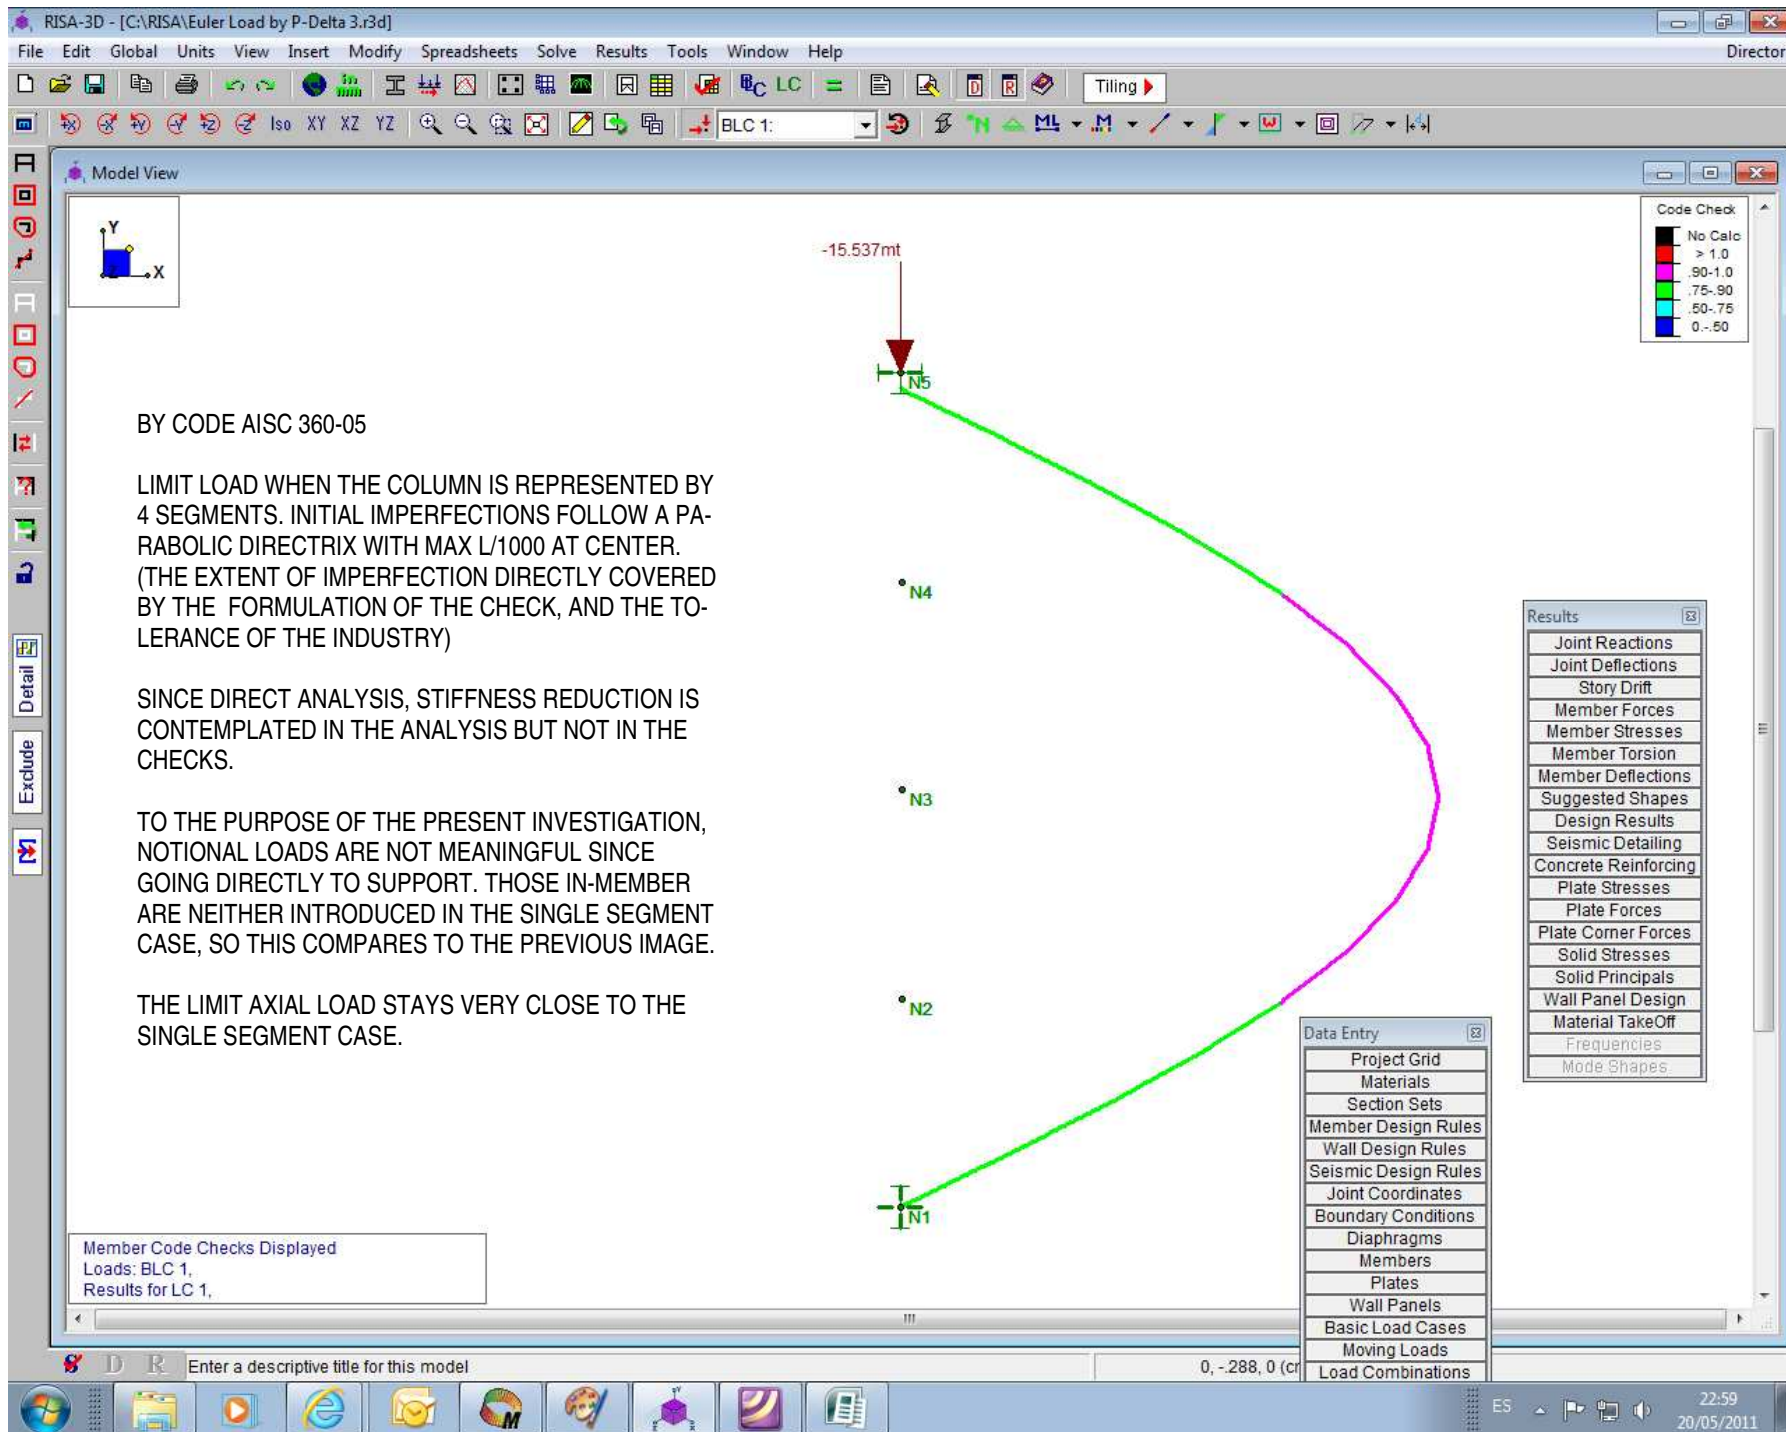 RISA-3D - [C:\RISA\Euler Load by P-Delta 3.r3d]
File Edit Global Units View Insert Modify Spreadsheets Solve Results Tools Window Help Director
LC Tiling
Iso XY XZ YZ BLC 1:
Model View
Y
X
Z
-15.537mt
Code Check
No Calc
> 1.0
.90-1.0
.75-.90
.50-.75
0.-.50
N5
N4
N3
N2
N1
BY CODE AISC 360-05
LIMIT LOAD WHEN THE COLUMN IS REPRESENTED BY
4 SEGMENTS. INITIAL IMPERFECTIONS FOLLOW A PA-
RABOLIC DIRECTRIX WITH MAX L/1000 AT CENTER.
(THE EXTENT OF IMPERFECTION DIRECTLY COVERED
BY THE FORMULATION OF THE CHECK, AND THE TO-
LERANCE OF THE INDUSTRY)
SINCE DIRECT ANALYSIS, STIFFNESS REDUCTION IS
CONTEMPLATED IN THE ANALYSIS BUT NOT IN THE
CHECKS.
TO THE PURPOSE OF THE PRESENT INVESTIGATION,
NOTIONAL LOADS ARE NOT MEANINGFUL SINCE
GOING DIRECTLY TO SUPPORT. THOSE IN-MEMBER
ARE NEITHER INTRODUCED IN THE SINGLE SEGMENT
CASE, SO THIS COMPARES TO THE PREVIOUS IMAGE.
THE LIMIT AXIAL LOAD STAYS VERY CLOSE TO THE
SINGLE SEGMENT CASE.
Detail
Exclude
Results
Joint Reactions
Joint Deflections
Story Drift
Member Forces
Member Stresses
Member Torsion
Member Deflections
Suggested Shapes
Design Results
Seismic Detailing
Concrete Reinforcing
Plate Stresses
Plate Forces
Plate Corner Forces
Solid Stresses
Solid Principals
Wall Panel Design
Material TakeOff
Frequencies
Mode Shapes
Data Entry
Project Grid
Materials
Section Sets
Member Design Rules
Wall Design Rules
Seismic Design Rules
Joint Coordinates
Boundary Conditions
Diaphragms
Members
Plates
Wall Panels
Basic Load Cases
Moving Loads
Load Combinations
Member Code Checks Displayed
Loads: BLC 1,
Results for LC 1,
D R Enter a descriptive title for this model
0, -.288, 0 (cr
ES
22:59
20/05/2011